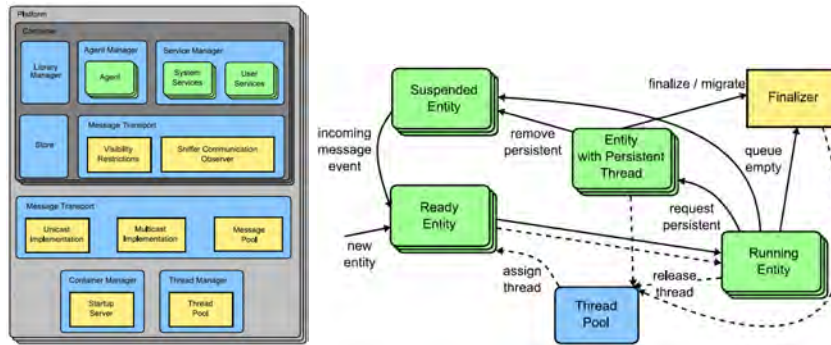 Platform
Container
Library
Manager
Agent Manager
Agent
Service Manager
System
Services
User
Services
Store
Message Transport
Visibility
Restrictions
Sniffer Communication
Observer
Message Transport
Unicast
Implementation
Multicast
Implementation
Message
Pool
Container Manager
Startup
Server
Thread Manager
Thread
Pool
Suspended
Entity
finalize / migrate
Finalizer
incoming
message
event
remove
persistent
Entity
with Persistent
Thread
queue
empty
Ready
Entity
request
persistent
new
entity
Running
Entity
assign
thread
release
thread
Thread
Pool